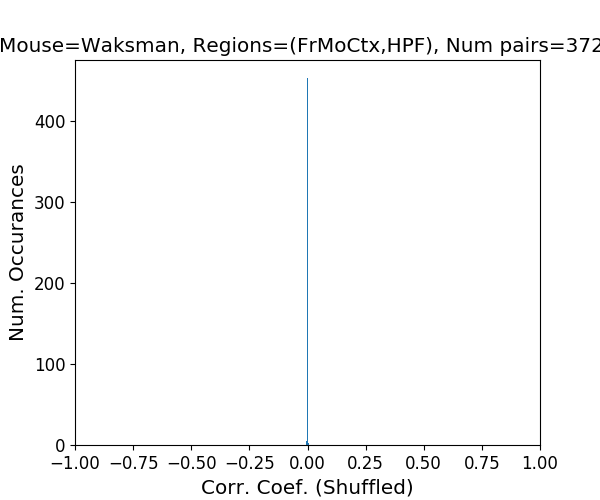 Mouse=Waksman, Regions=(FrMoCtx,HPF), Num pairs=372
Num. Occurances
400
300
200
100
0
−1.00 −0.75 −0.50 −0.25 0.00 0.25 0.50 0.75 1.00
Corr. Coef. (Shuffled)